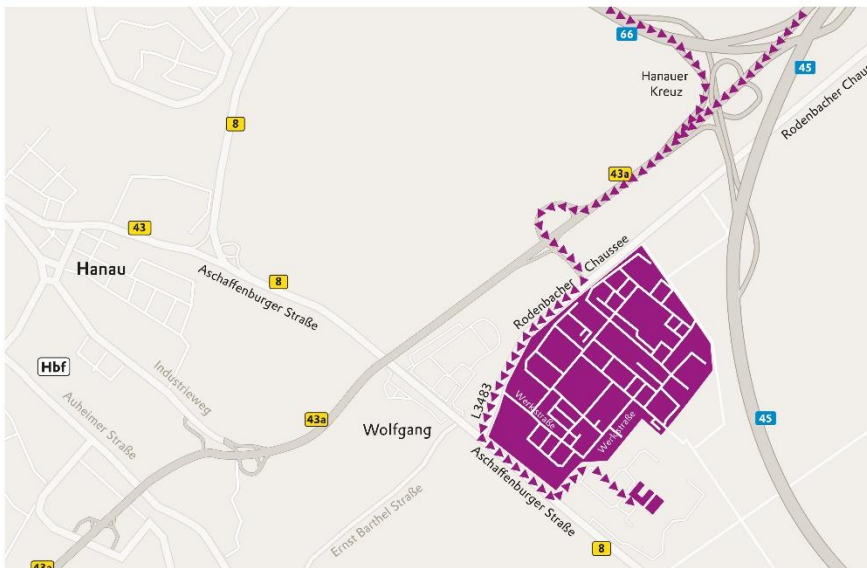 66
45
Hanauer
Kreuz
Rodenbacher Chaus
8
43a
43
Hanau
Aschaffenburger Straße
8
Rodenbacher Chaussee
Hbf
Industrieweg
Auheimer Straße
43a
L3483
Werkstraße
Werkstraße
45
Wolfgang
Aschaffenburger Straße
Ernst Barthel Straße
8
43a